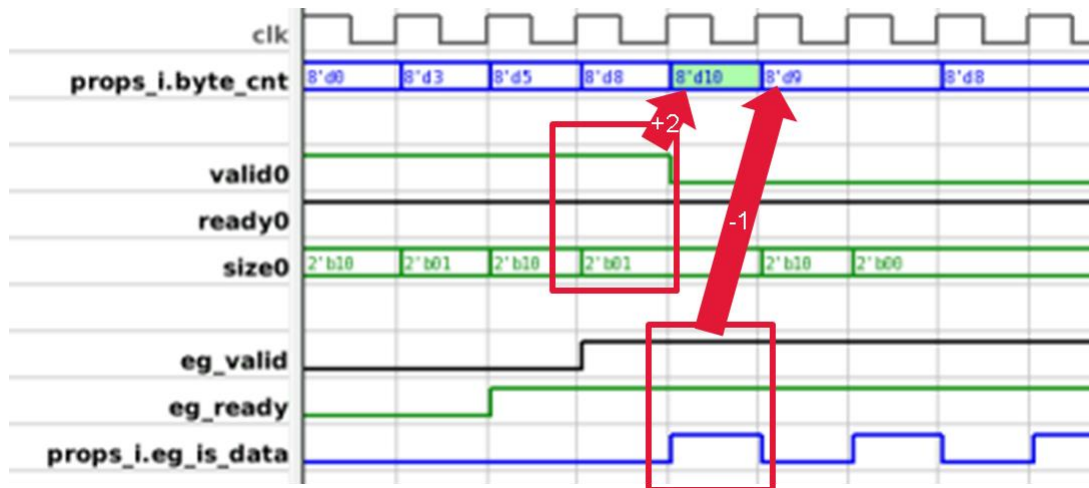 clk
props_i.byte_cnt 8'd0 8'd3 8'd5 8'd8 8'd10 8'd9 8'd8
+2
valid0
ready0
-1
size0 2'b10 2'b01 2'b10 2'b01 2'b10 2'b00
eg_valid
eg_ready
props_i.eg_is_data